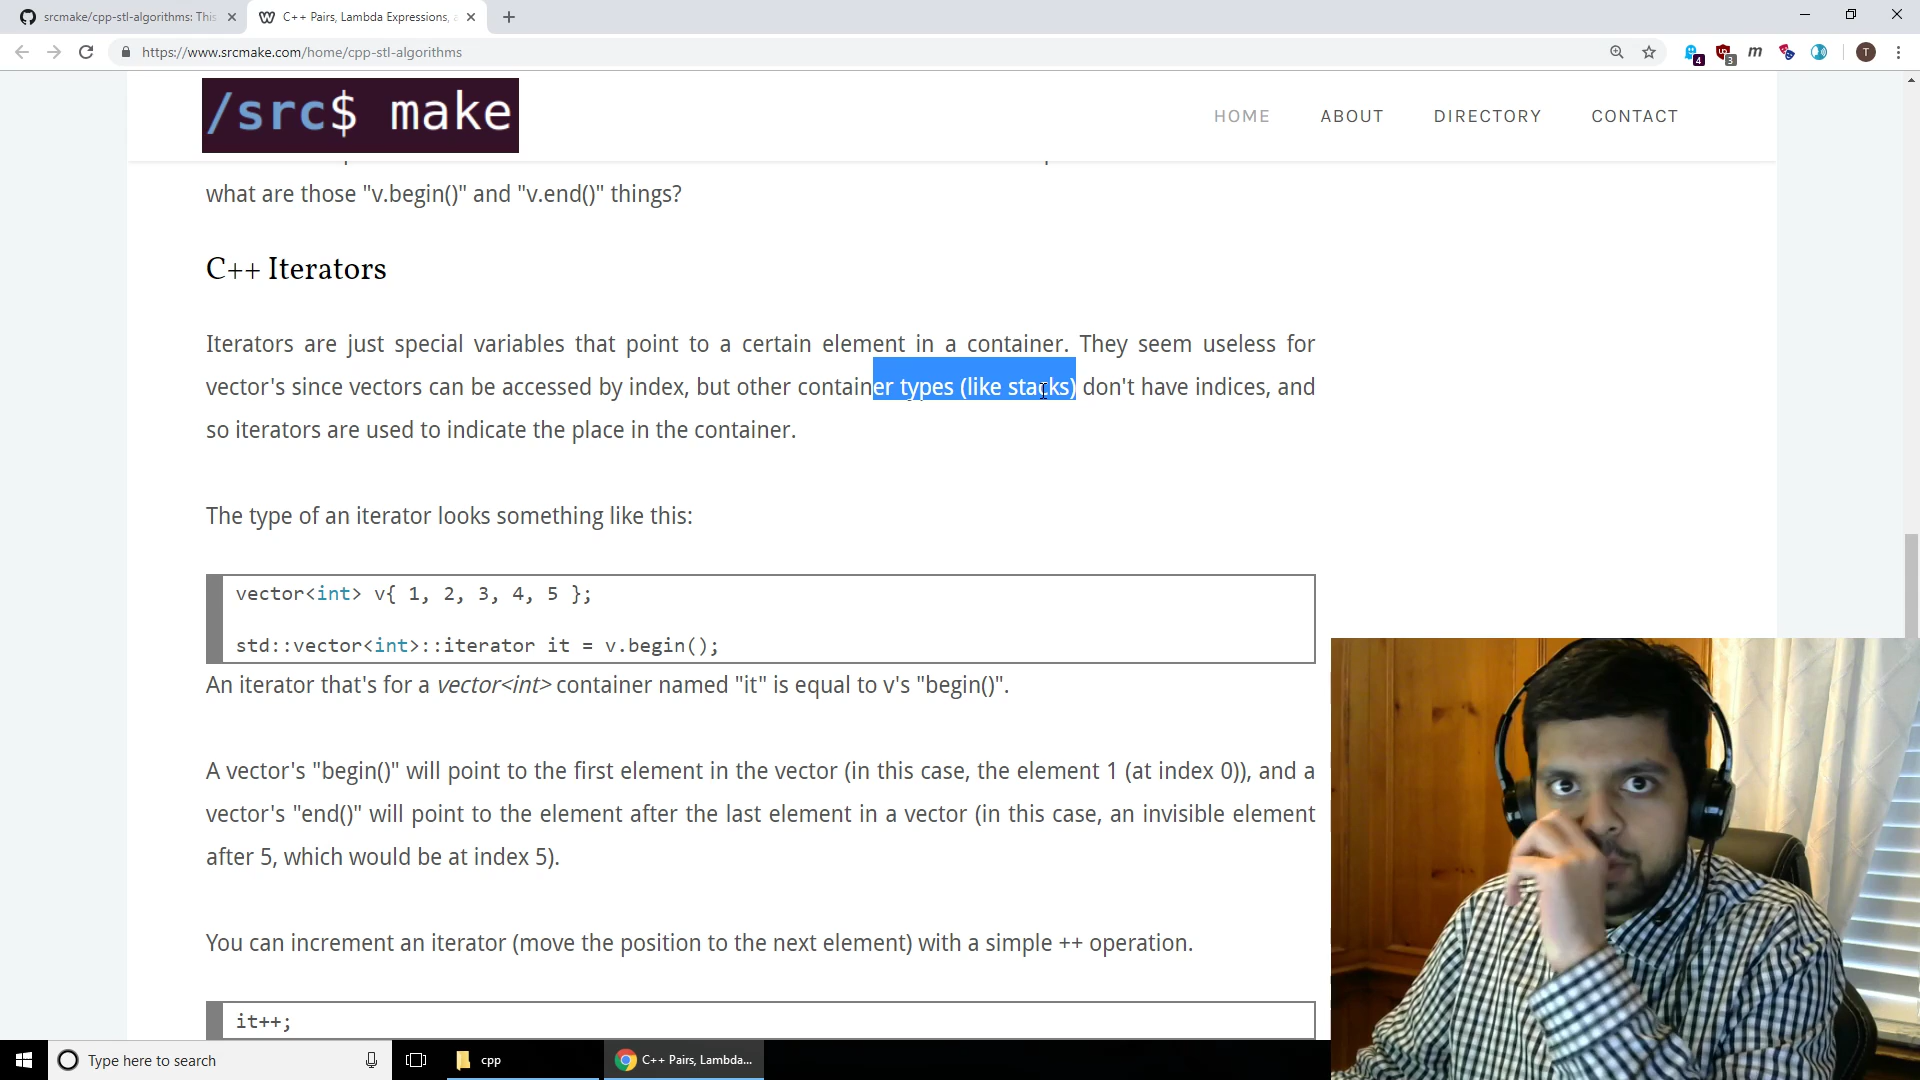 srcmake/cpp-stl-algorithms: This
C++ Pairs, Lambda Expressions, a
https://www.srcmake.com/home/cpp-stl-algorithms
4
3
m
T
/src$ make
HOME
ABOUT
DIRECTORY
CONTACT
what are those "v.begin()" and "v.end()" things?
C++ Iterators
Iterators are just special variables that point to a certain element in a container. They seem useless for
vector's since vectors can be accessed by index, but other container types (like stacks) don't have indices, and
so iterators are used to indicate the place in the container.
The type of an iterator looks something like this:
vector<int> v{ 1, 2, 3, 4, 5 };
std::vector<int>::iterator it = v.begin();
An iterator that's for a vector<int> container named "it" is equal to v's "begin()".
A vector's "begin()" will point to the first element in the vector (in this case, the element 1 (at index 0)), and a
vector's "end()" will point to the element after the last element in a vector (in this case, an invisible element
after 5, which would be at index 5).
You can increment an iterator (move the position to the next element) with a simple ++ operation.
it++;
Type here to search
cpp
C++ Pairs, Lambda...